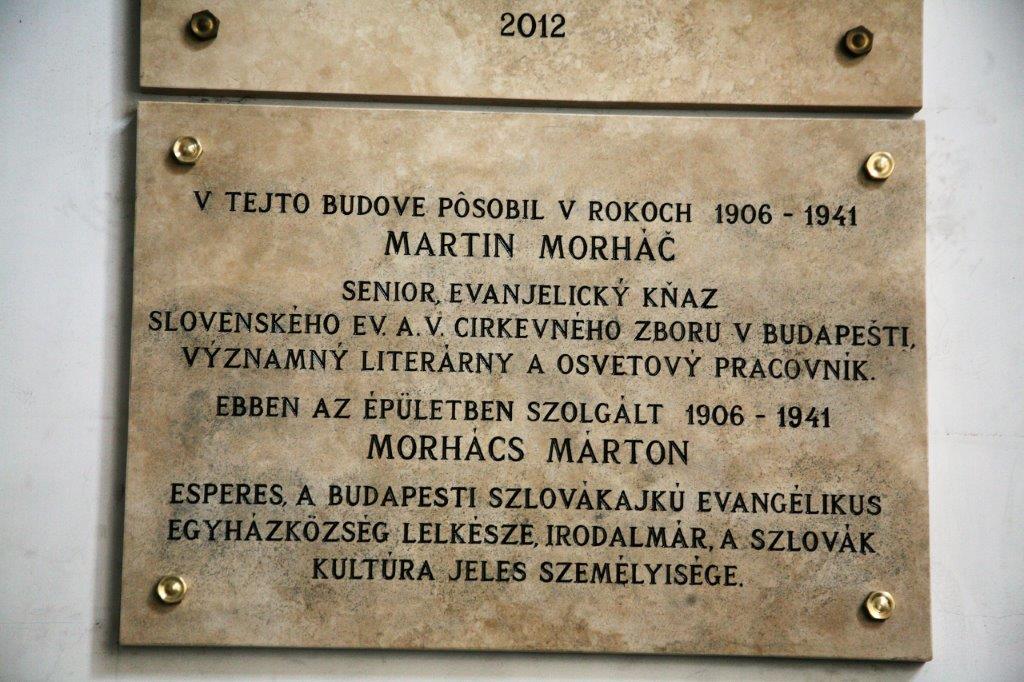 2012
V TEJTO BUDOVE PÔSOBIL V ROKOCH 1906 - 1941
MARTIN MORHÁČ
SENIOR, EVANJELICKÝ KŇAZ
SLOVENSKÉHO EV. A. V. CIRKEVNÉHO ZBORU V BUDAPEŠTI,
VÝZNAMNÝ LITERÁRNY A OSVETOVÝ PRACOVNÍK.
EBBEN AZ ÉPÜLETBEN SZOLGÁLT 1906 - 1941
MORHÁCS MÁRTON
ESPERES, A BUDAPESTI SZLOVÁKAJKÚ EVANGÉLIKUS
EGYHÁZKÖZSÉG LELKÉSZE, IRODALMÁR, A SZLOVÁK
KULTÚRA JELES SZEMÉLYISÉGE.